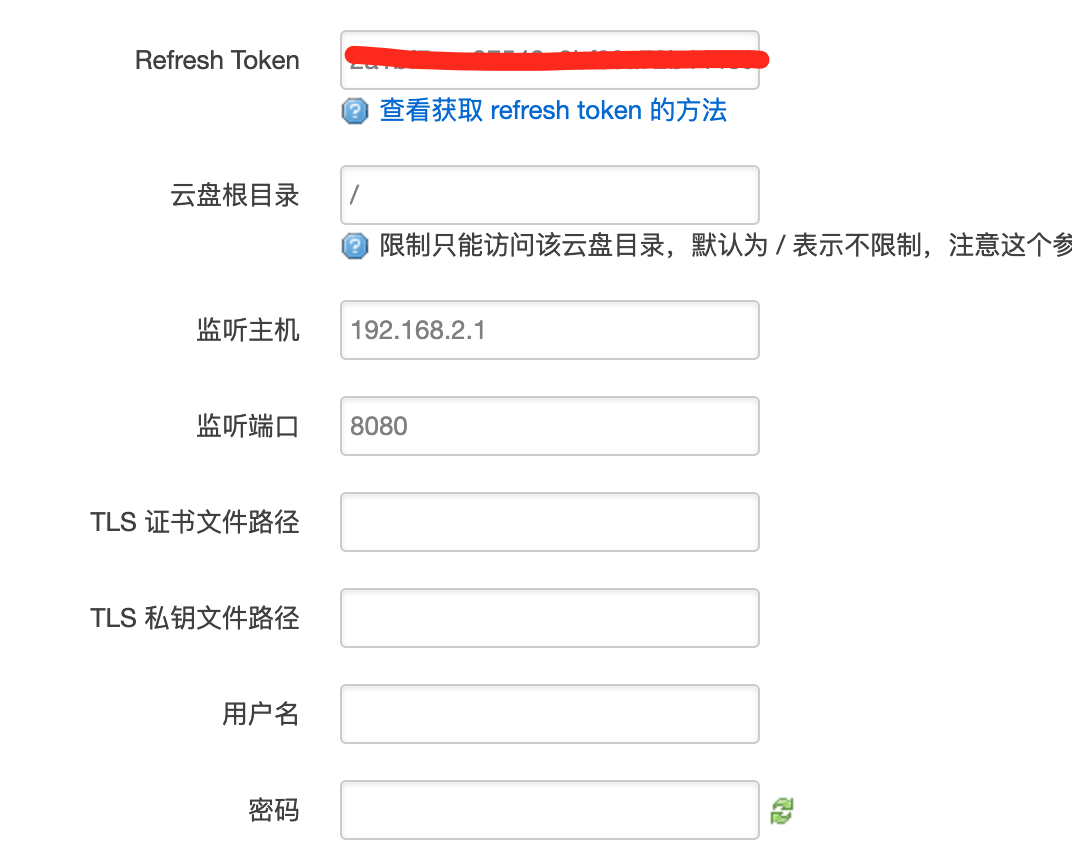 Refresh Token
查看获取 refresh token 的方法
云盘根目录
/
限制只能访问该云盘目录，默认为 / 表示不限制，注意这个参
监听主机
192.168.2.1
监听端口
8080
TLS 证书文件路径
TLS 私钥文件路径
用户名
密码